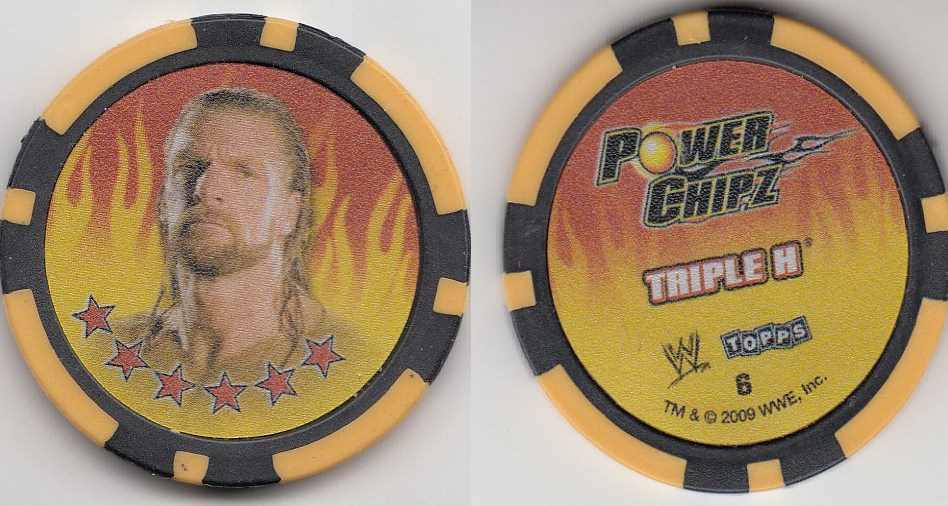 POWER
CHIPZ
TRIPLE H®
W TOPPS
6
TM & © 2009 WWE, Inc.